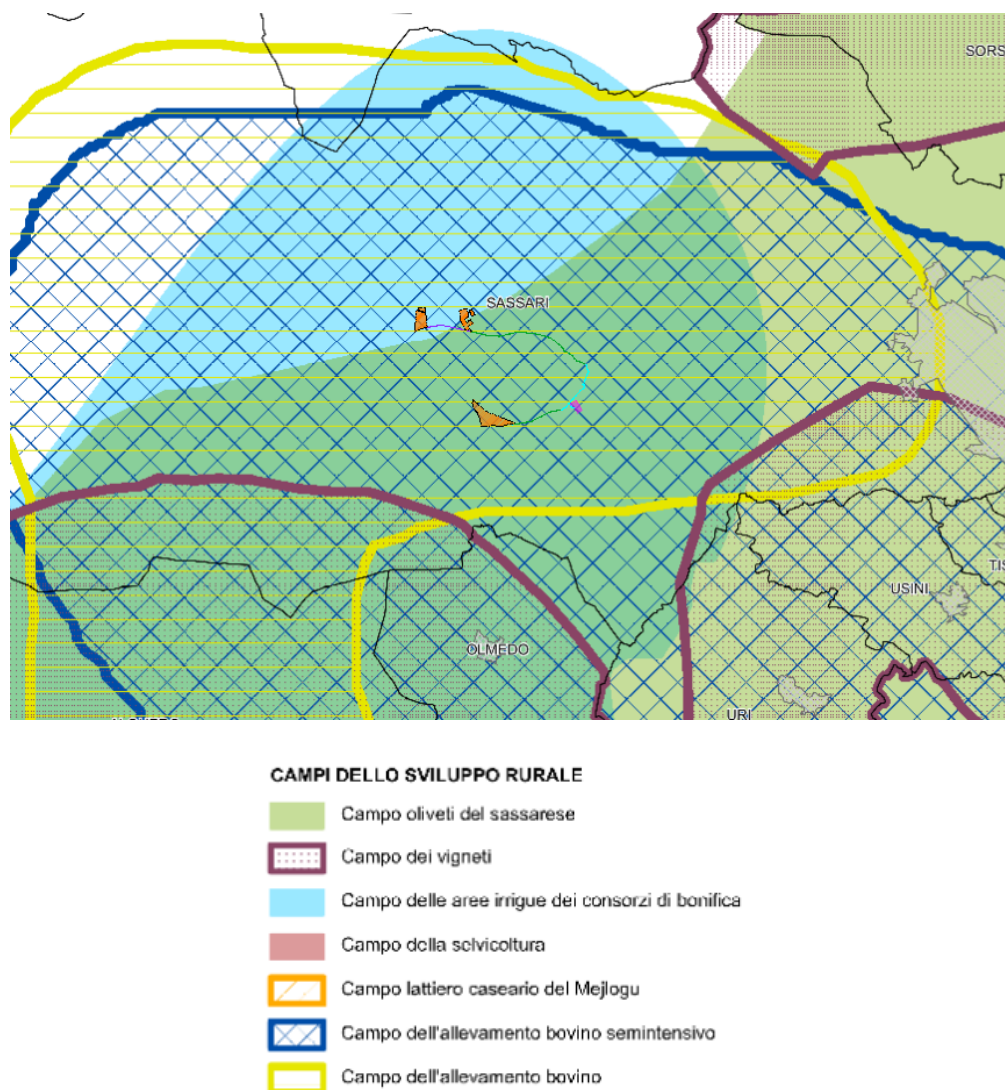 SORS
SASSARI
TIS
USINI
OLMEDO
URI
CAMPI DELLO SVILUPPO RURALE
Campo oliveti del sassarese
Campo dei vigneti
Campo delle aree irrigue dei consorzi di bonifica
Campo della selvicoltura
Campo lattiero caseario del Mejlogu
Campo dell'allevamento bovino semintensivo
Campo dell'allevamento bovino